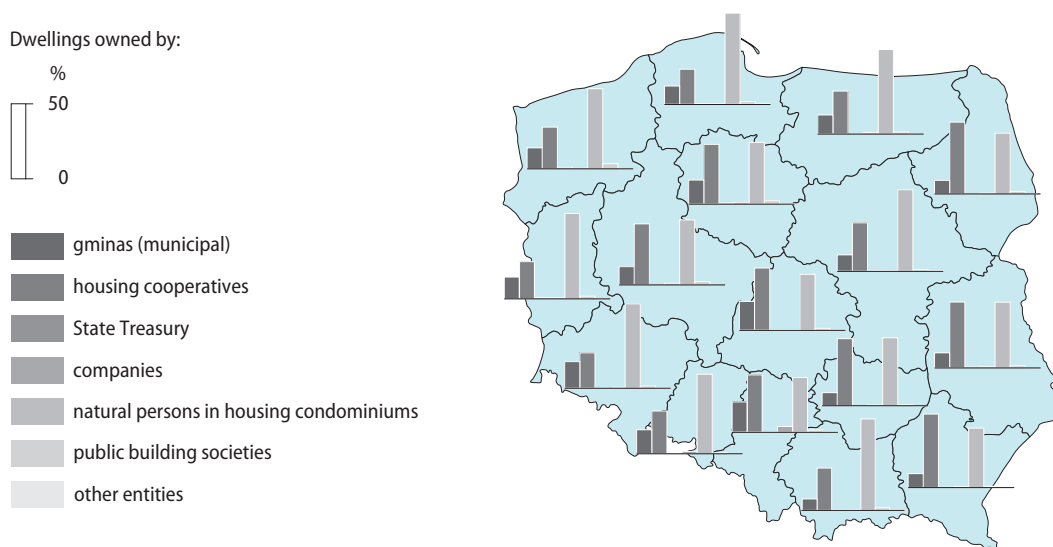 Dwellings owned by:
%
50
0
gminas (municipal)
housing cooperatives
State Treasury
companies
natural persons in housing condominiums
public building societies
other entities